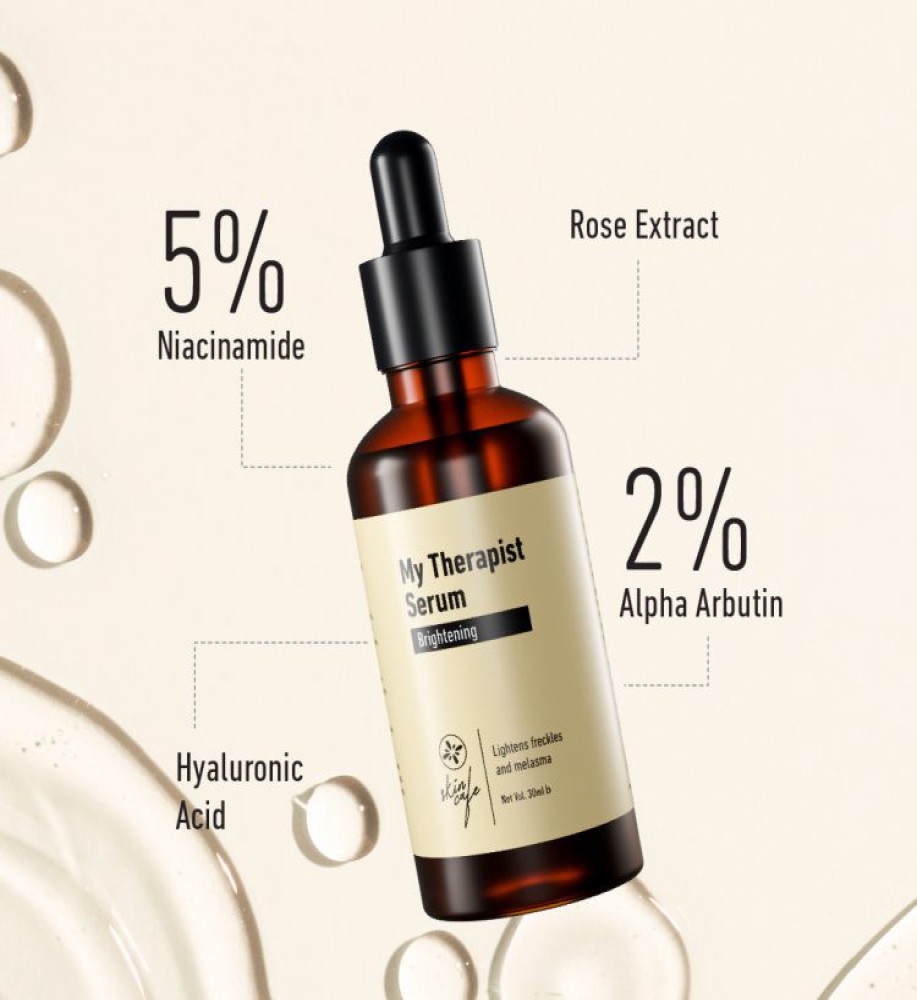 5%
Niacinamide
Rose Extract
2%
Alpha Arbutin
Hyaluronic
Acid
My Therapist
Serum
Brightening
skin
cafe
Lightens freckles
and melasma
Net Vol. 30ml